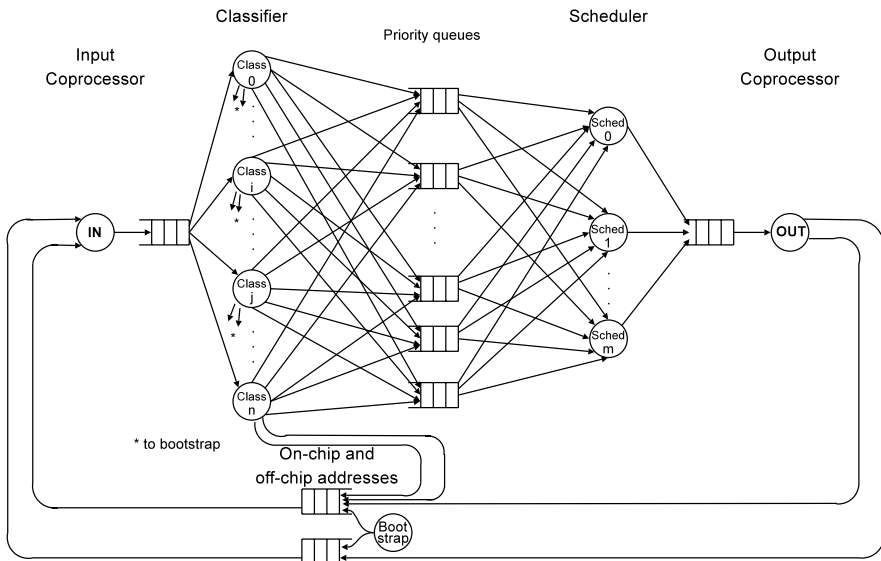 Classifier
Scheduler
Priority queues
Input
Coprocessor
Output
Coprocessor
Class
0
*
Class
i
*
Class
j
*
Class
n
IN
Sched
0
Sched
1
Sched
m
OUT
* to bootstrap
On-chip and
off-chip addresses
Boot
strap